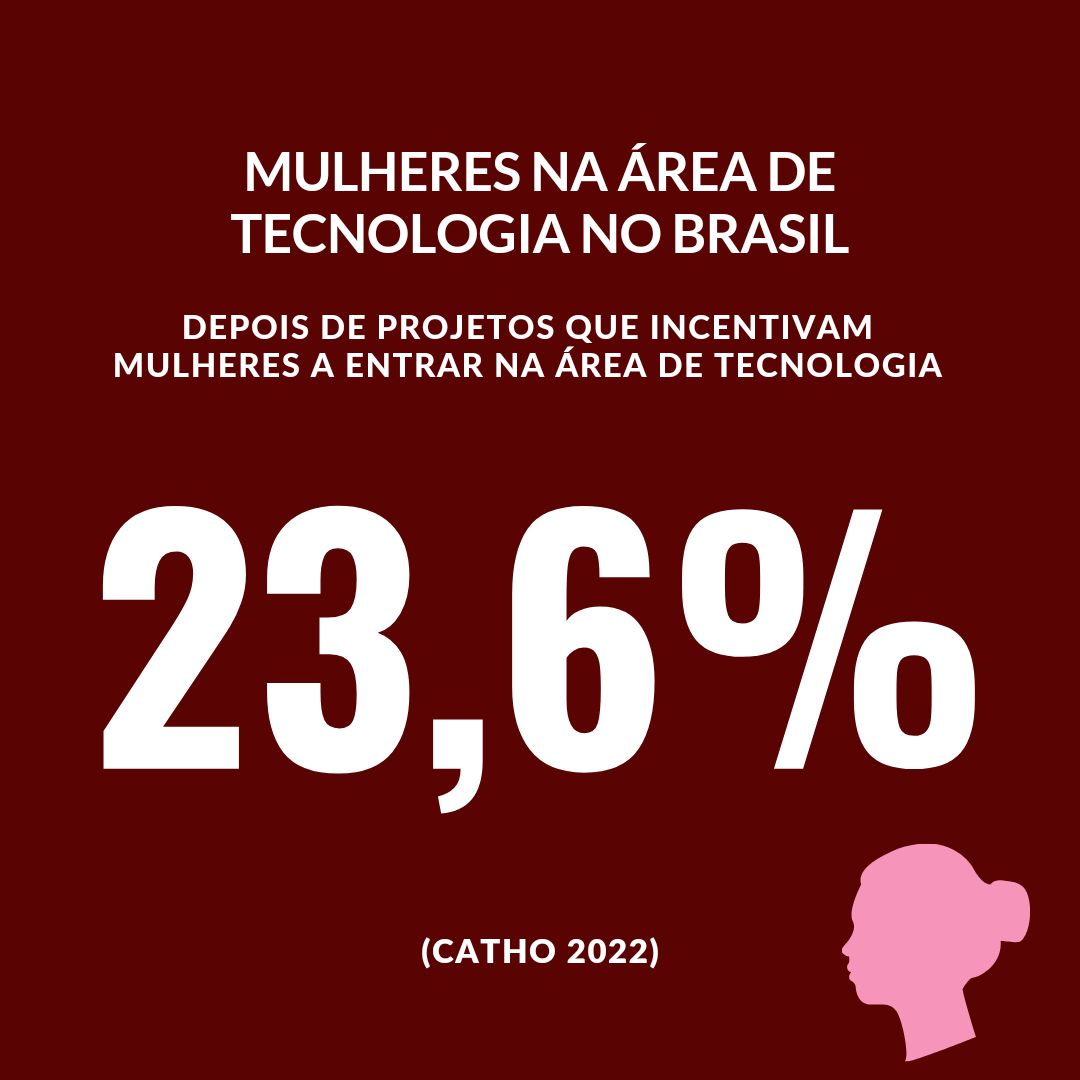 MULHERES NA ÁREA DE
TECNOLOGIA NO BRASIL
DEPOIS DE PROJETOS QUE INCENTIVAM
MULHERES A ENTRAR NA ÁREA DE TECNOLOGIA
23,6%
(CATHO 2022)